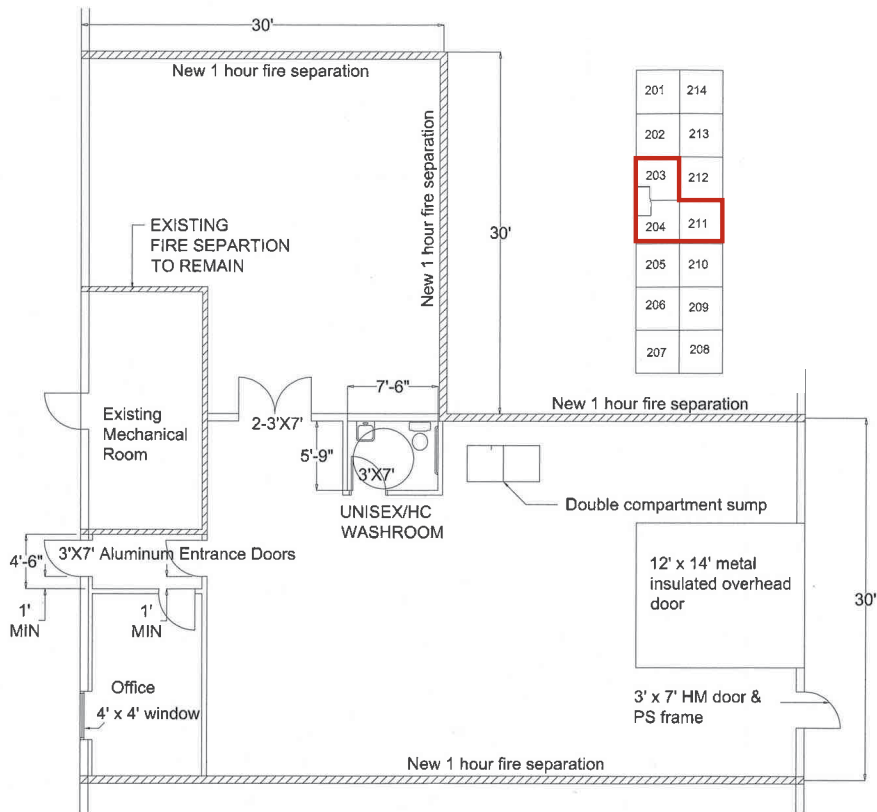 30'
New 1 hour fire separation
New 1 hour fire separation
30'
201 214
202 213
203 212
204 211
205 210
206 209
207 208
EXISTING
FIRE SEPARTION
TO REMAIN
Existing
Mechanical
Room
2-3'X7'
7'-6"
5'-9"
3'X7'
UNISEX/HC
WASHROOM
New 1 hour fire separation
Double compartment sump
4'-6"
3'X7' Aluminum Entrance Doors
1'
MIN
1'
MIN
12' x 14' metal
insulated overhead
door
30'
Office
4' x 4' window
3' x 7' HM door &
PS frame
New 1 hour fire separation